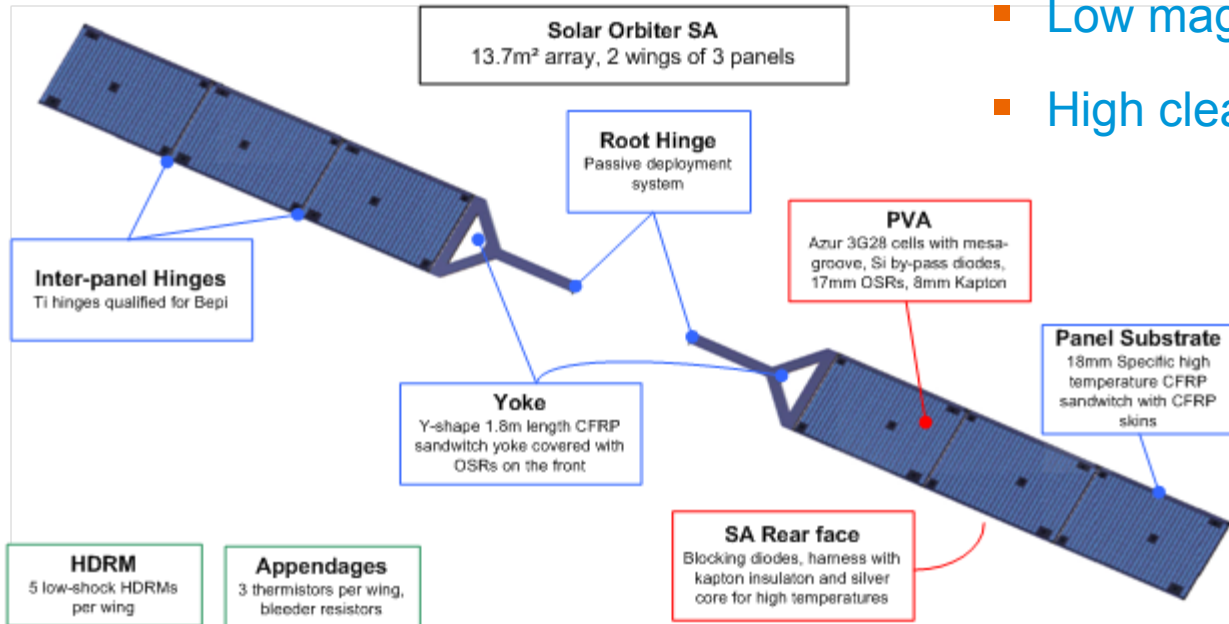 Solar Orbiter SA
13.7m² array, 2 wings of 3 panels
▪ Low mag
▪ High clea
Root Hinge
Passive deployment
system
PVA
Azur 3G28 cells with mesa-
groove, Si by-pass diodes,
17mm OSRs, 8mm Kapton
Inter-panel Hinges
Ti hinges qualified for Bepi
Panel Substrate
18mm Specific high
temperature CFRP
sandwitch with CFRP
skins
Yoke
Y-shape 1.8m length CFRP
sandwitch yoke covered with
OSRs on the front
SA Rear face
Blocking diodes, harness with
kapton insulaton and silver
core for high temperatures
HDRM
5 low-shock HDRMs
per wing
Appendages
3 thermistors per wing,
bleeder resistors